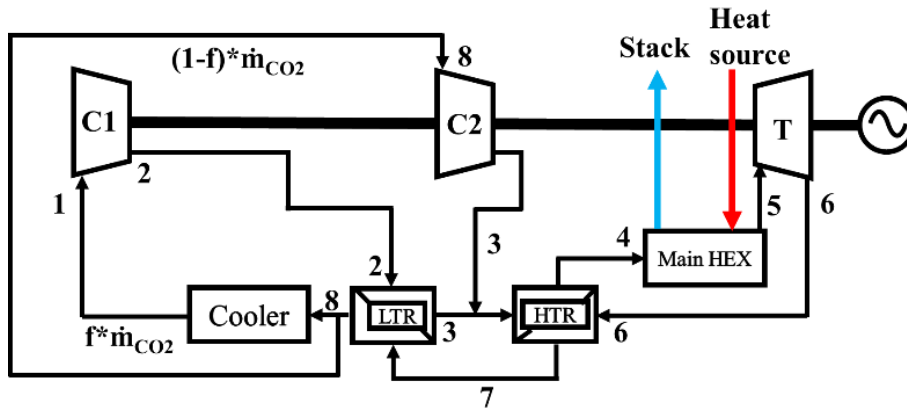 Heat
source
Stack
(1-f)*ṁCO2
8
C1
C2
T
2
1
3
5
6
4
2
Main HEX
Cooler
8
LTR
3
HTR
6
f*ṁCO2
7